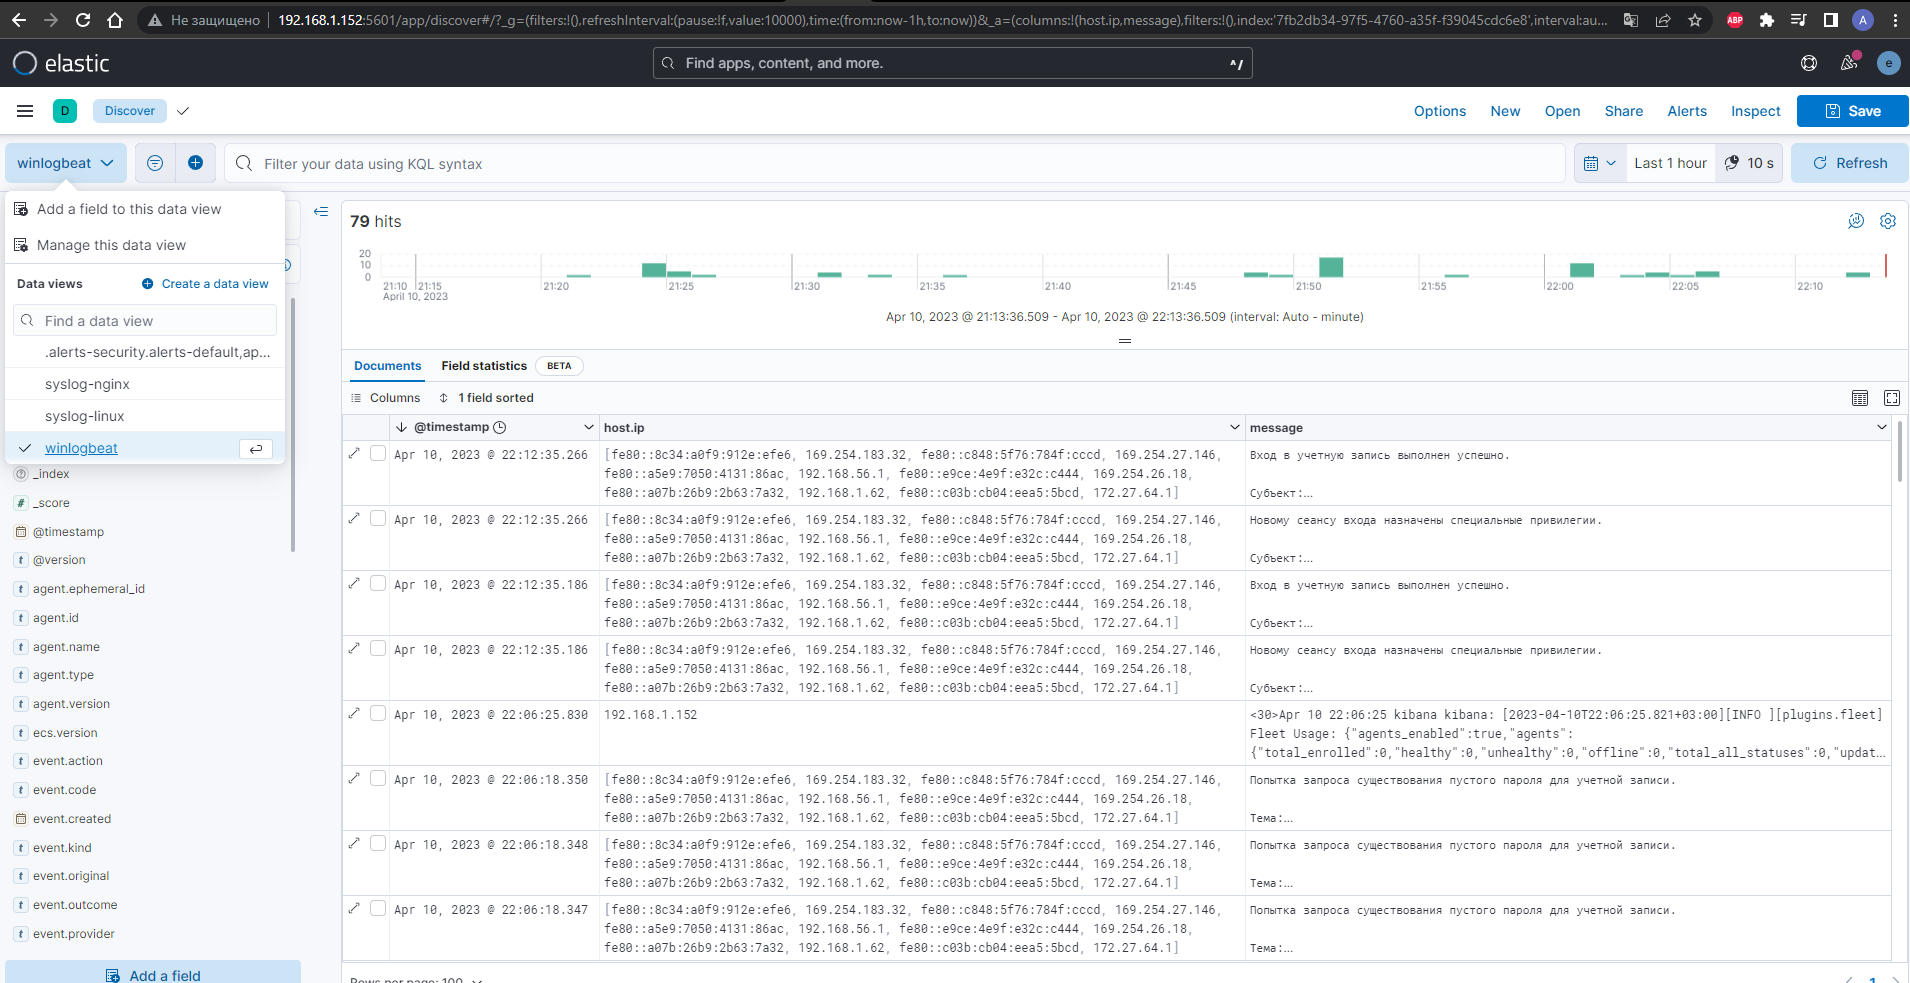 Не защищено 192.168.1.152:5601/app/discover#/?_g=(filters:!(),refreshInterval:(pause:!f,value:10000),time:(from:now-1h,to:now))&_a=(columns:!(host.ip,message),filters:!(),index:'7fb2db34-97f5-4760-a35f-f39045cdc6e8',interval:au...
ABP
A
elastic
Find apps, content, and more.
^/
e
D
Discover
Options
New
Open
Share
Alerts
Inspect
Save
winlogbeat
Filter your data using KQL syntax
Last 1 hour
10 s
Refresh
Add a field to this data view
Manage this data view
Data views
Create a data view
Find a data view
.alerts-security.alerts-default,ap...
syslog-nginx
syslog-linux
winlogbeat
_index
# _score
@timestamp
t @version
t agent.ephemeral_id
t agent.id
t agent.name
t agent.type
t agent.version
t ecs.version
t event.action
t event.code
event.created
t event.kind
t event.original
t event.outcome
t event.provider
Add a field
79 hits
20
10
0
21:10 21:15 21:20 21:25 21:30 21:35 21:40 21:45 21:50 21:55 22:00 22:05 22:10
April 10, 2023
Apr 10, 2023 @ 21:13:36.509 - Apr 10, 2023 @ 22:13:36.509 (interval: Auto - minute)
Documents
Field statistics
BETA
Columns
1 field sorted
@timestamp
host.ip
message
Apr 10, 2023 @ 22:12:35.266
[fe80::8c34:a0f9:912e:efe6, 169.254.183.32, fe80::c848:5f76:784f:cccd, 169.254.27.146,
fe80::a5e9:7050:4131:86ac, 192.168.56.1, fe80::e9ce:4e9f:e32c:c444, 169.254.26.18,
fe80::a07b:26b9:2b63:7a32, 192.168.1.62, fe80::c03b:cb04:eea5:5bcd, 172.27.64.1]
Вход в учетную запись выполнен успешно.
Субъект:...
Apr 10, 2023 @ 22:12:35.266
[fe80::8c34:a0f9:912e:efe6, 169.254.183.32, fe80::c848:5f76:784f:cccd, 169.254.27.146,
fe80::a5e9:7050:4131:86ac, 192.168.56.1, fe80::e9ce:4e9f:e32c:c444, 169.254.26.18,
fe80::a07b:26b9:2b63:7a32, 192.168.1.62, fe80::c03b:cb04:eea5:5bcd, 172.27.64.1]
Новому сеансу входа назначены специальные привилегии.
Субъект:...
Apr 10, 2023 @ 22:12:35.186
[fe80::8c34:a0f9:912e:efe6, 169.254.183.32, fe80::c848:5f76:784f:cccd, 169.254.27.146,
fe80::a5e9:7050:4131:86ac, 192.168.56.1, fe80::e9ce:4e9f:e32c:c444, 169.254.26.18,
fe80::a07b:26b9:2b63:7a32, 192.168.1.62, fe80::c03b:cb04:eea5:5bcd, 172.27.64.1]
Вход в учетную запись выполнен успешно.
Субъект:...
Apr 10, 2023 @ 22:12:35.186
[fe80::8c34:a0f9:912e:efe6, 169.254.183.32, fe80::c848:5f76:784f:cccd, 169.254.27.146,
fe80::a5e9:7050:4131:86ac, 192.168.56.1, fe80::e9ce:4e9f:e32c:c444, 169.254.26.18,
fe80::a07b:26b9:2b63:7a32, 192.168.1.62, fe80::c03b:cb04:eea5:5bcd, 172.27.64.1]
Новому сеансу входа назначены специальные привилегии.
Субъект:...
Apr 10, 2023 @ 22:06:25.830
192.168.1.152
<30>Apr 10 22:06:25 kibana kibana: [2023-04-10T22:06:25.821+03:00][INFO ][plugins.fleet]
Fleet Usage: {"agents_enabled":true,"agents":
{"total_enrolled":0,"healthy":0,"unhealthy":0,"offline":0,"total_all_statuses":0,"updat...
Apr 10, 2023 @ 22:06:18.350
[fe80::8c34:a0f9:912e:efe6, 169.254.183.32, fe80::c848:5f76:784f:cccd, 169.254.27.146,
fe80::a5e9:7050:4131:86ac, 192.168.56.1, fe80::e9ce:4e9f:e32c:c444, 169.254.26.18,
fe80::a07b:26b9:2b63:7a32, 192.168.1.62, fe80::c03b:cb04:eea5:5bcd, 172.27.64.1]
Попытка запроса существования пустого пароля для учетной записи.
Тема:...
Apr 10, 2023 @ 22:06:18.348
[fe80::8c34:a0f9:912e:efe6, 169.254.183.32, fe80::c848:5f76:784f:cccd, 169.254.27.146,
fe80::a5e9:7050:4131:86ac, 192.168.56.1, fe80::e9ce:4e9f:e32c:c444, 169.254.26.18,
fe80::a07b:26b9:2b63:7a32, 192.168.1.62, fe80::c03b:cb04:eea5:5bcd, 172.27.64.1]
Попытка запроса существования пустого пароля для учетной записи.
Тема:...
Apr 10, 2023 @ 22:06:18.347
[fe80::8c34:a0f9:912e:efe6, 169.254.183.32, fe80::c848:5f76:784f:cccd, 169.254.27.146,
fe80::a5e9:7050:4131:86ac, 192.168.56.1, fe80::e9ce:4e9f:e32c:c444, 169.254.26.18,
fe80::a07b:26b9:2b63:7a32, 192.168.1.62, fe80::c03b:cb04:eea5:5bcd, 172.27.64.1]
Попытка запроса существования пустого пароля для учетной записи.
Тема:...
Rows per page: 100
1